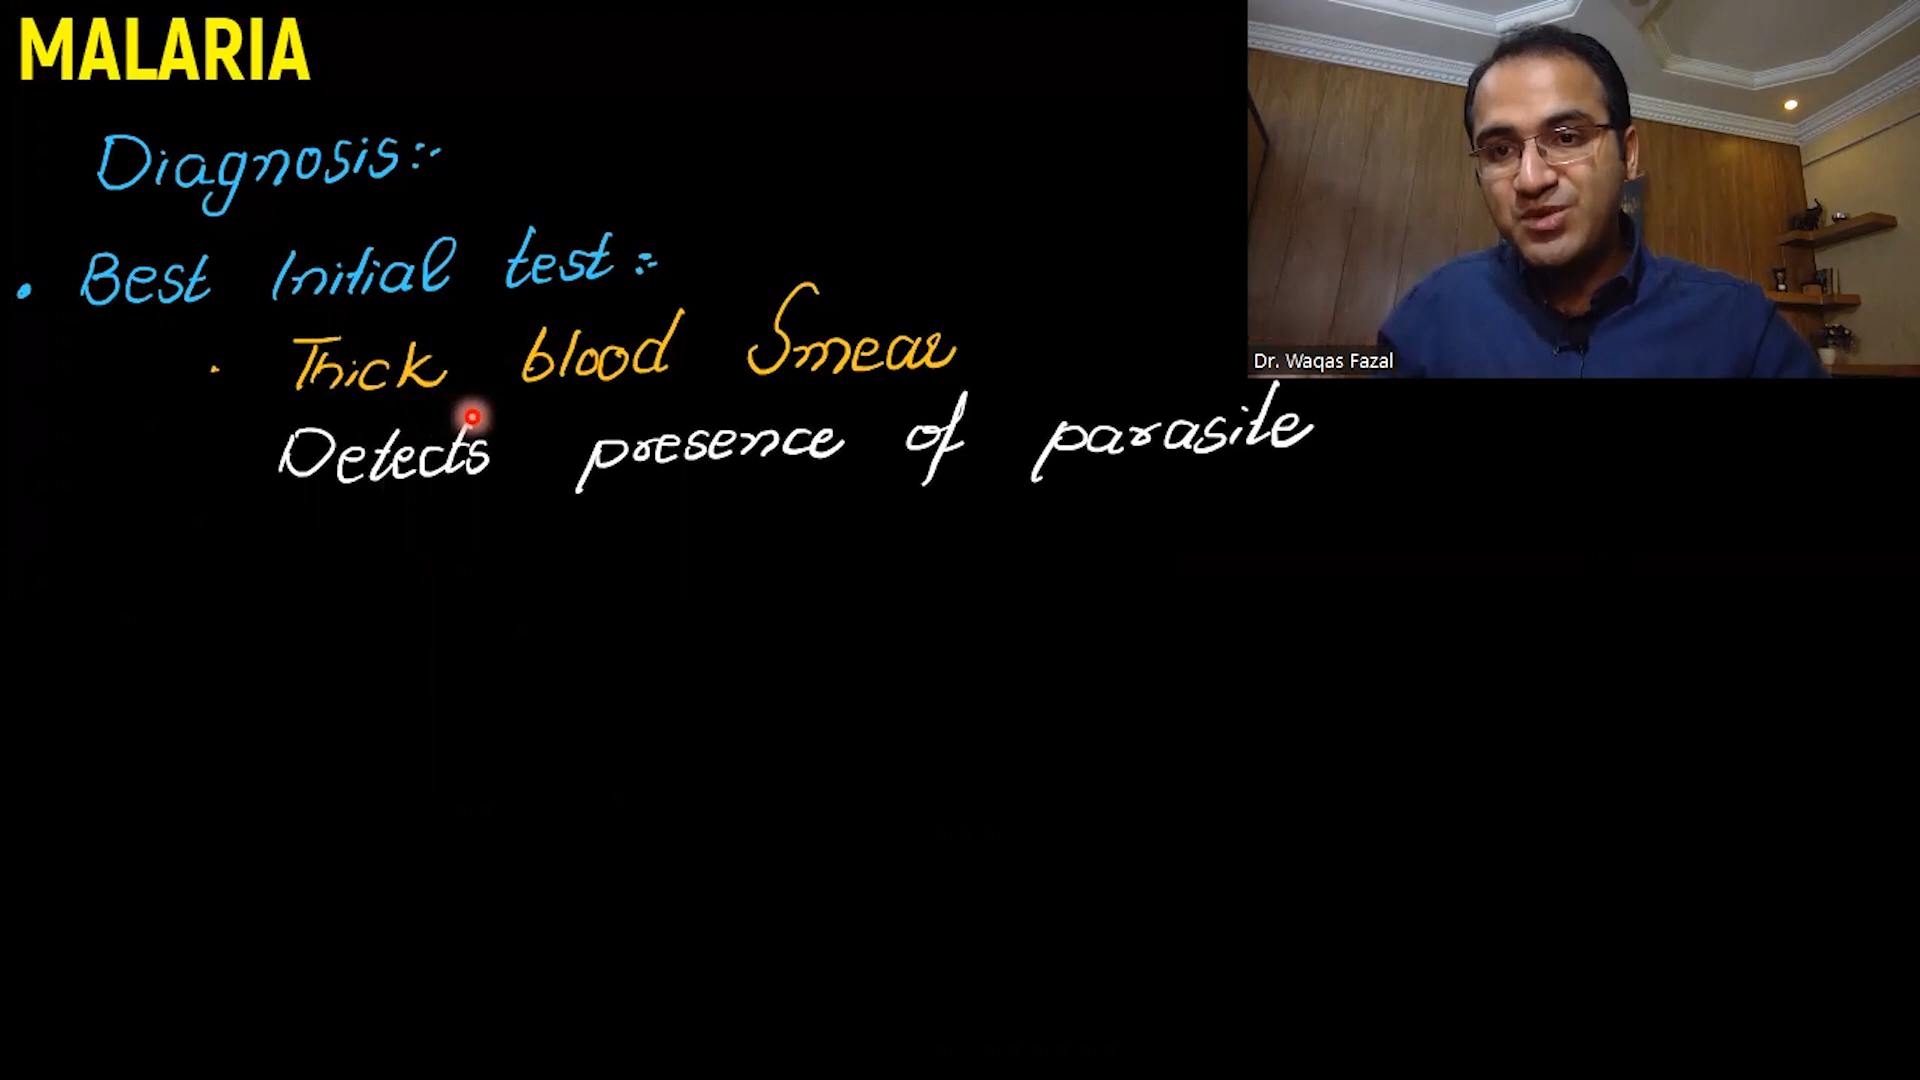 MALARIA
Diagnosis:-
• Best Initial test :-
• Thick blood Smear
Detects presence of parasite
Dr. Waqas Fazal